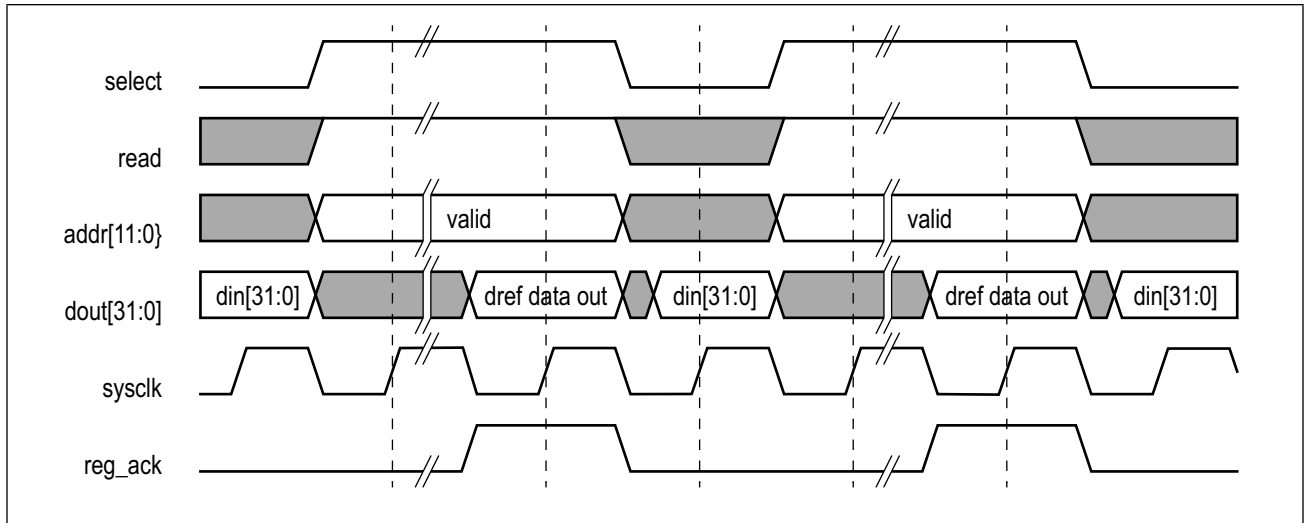 select
read
addr[11:0}
valid
valid
dout[31:0]
din[31:0]
dref data out
din[31:0]
dref data out
din[31:0]
sysclk
reg_ack